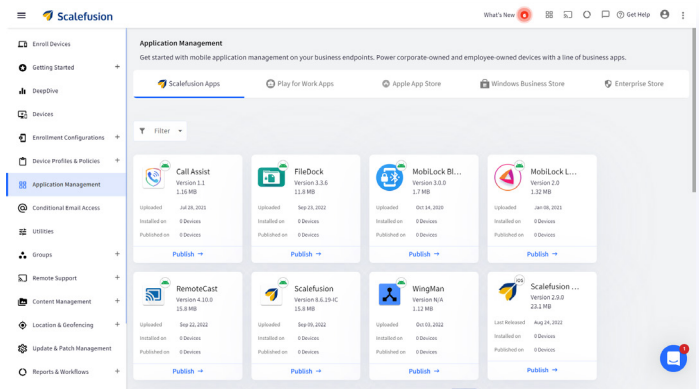 Scalefusion
What's New
6
Get Help
Enroll Devices
Getting Started
DeepDive
Devices
Enrollment Configurations
Device Profiles & Policies
Application Management
Conditional Email Access
Utilities
Groups
Remote Support
Content Management
Location & Geofencing
Update & Patch Management
Reports & Workflows
Application Management
Get started with mobile application management on your business endpoints. Power corporate-owned and employee-owned devices with a line of business apps.
Scalefusion Apps
Play for Work Apps
Apple App Store
Windows Business Store
Enterprise Store
Filter
Call Assist
Version 1.1
1.16 MB
Uploaded Jul 28, 2021
Installed on 0 Devices
Published on 0 Devices
Publish →
FileDock
Version 3.3.6
11.8 MB
Uploaded Sep 23, 2022
Installed on 0 Devices
Published on 0 Devices
Publish →
MobiLock Bl...
Version 3.0.0
1.7 MB
Uploaded Oct 14, 2020
Installed on 0 Devices
Published on 0 Devices
Publish →
MobiLock L...
Version 2.0
1.32 MB
Uploaded Jan 08, 2021
Installed on 0 Devices
Published on 0 Devices
Publish →
RemoteCast
Version 4.10.0
15.8 MB
Uploaded Sep 22, 2022
Installed on 0 Devices
Published on 0 Devices
Publish →
Scalefusion
Version 8.6.19-IC
15.8 MB
Uploaded Sep 09, 2022
Installed on 0 Devices
Published on 0 Devices
Publish →
WingMan
Version N/A
1.12 MB
Uploaded Oct 03, 2022
Installed on 0 Devices
Published on 0 Devices
Publish →
iOS
Scalefusion ...
Version 2.9.0
23.1 MB
Last Released Aug 24, 2022
Installed on 0 Devices
Published on 0 Devices
Publish →
1